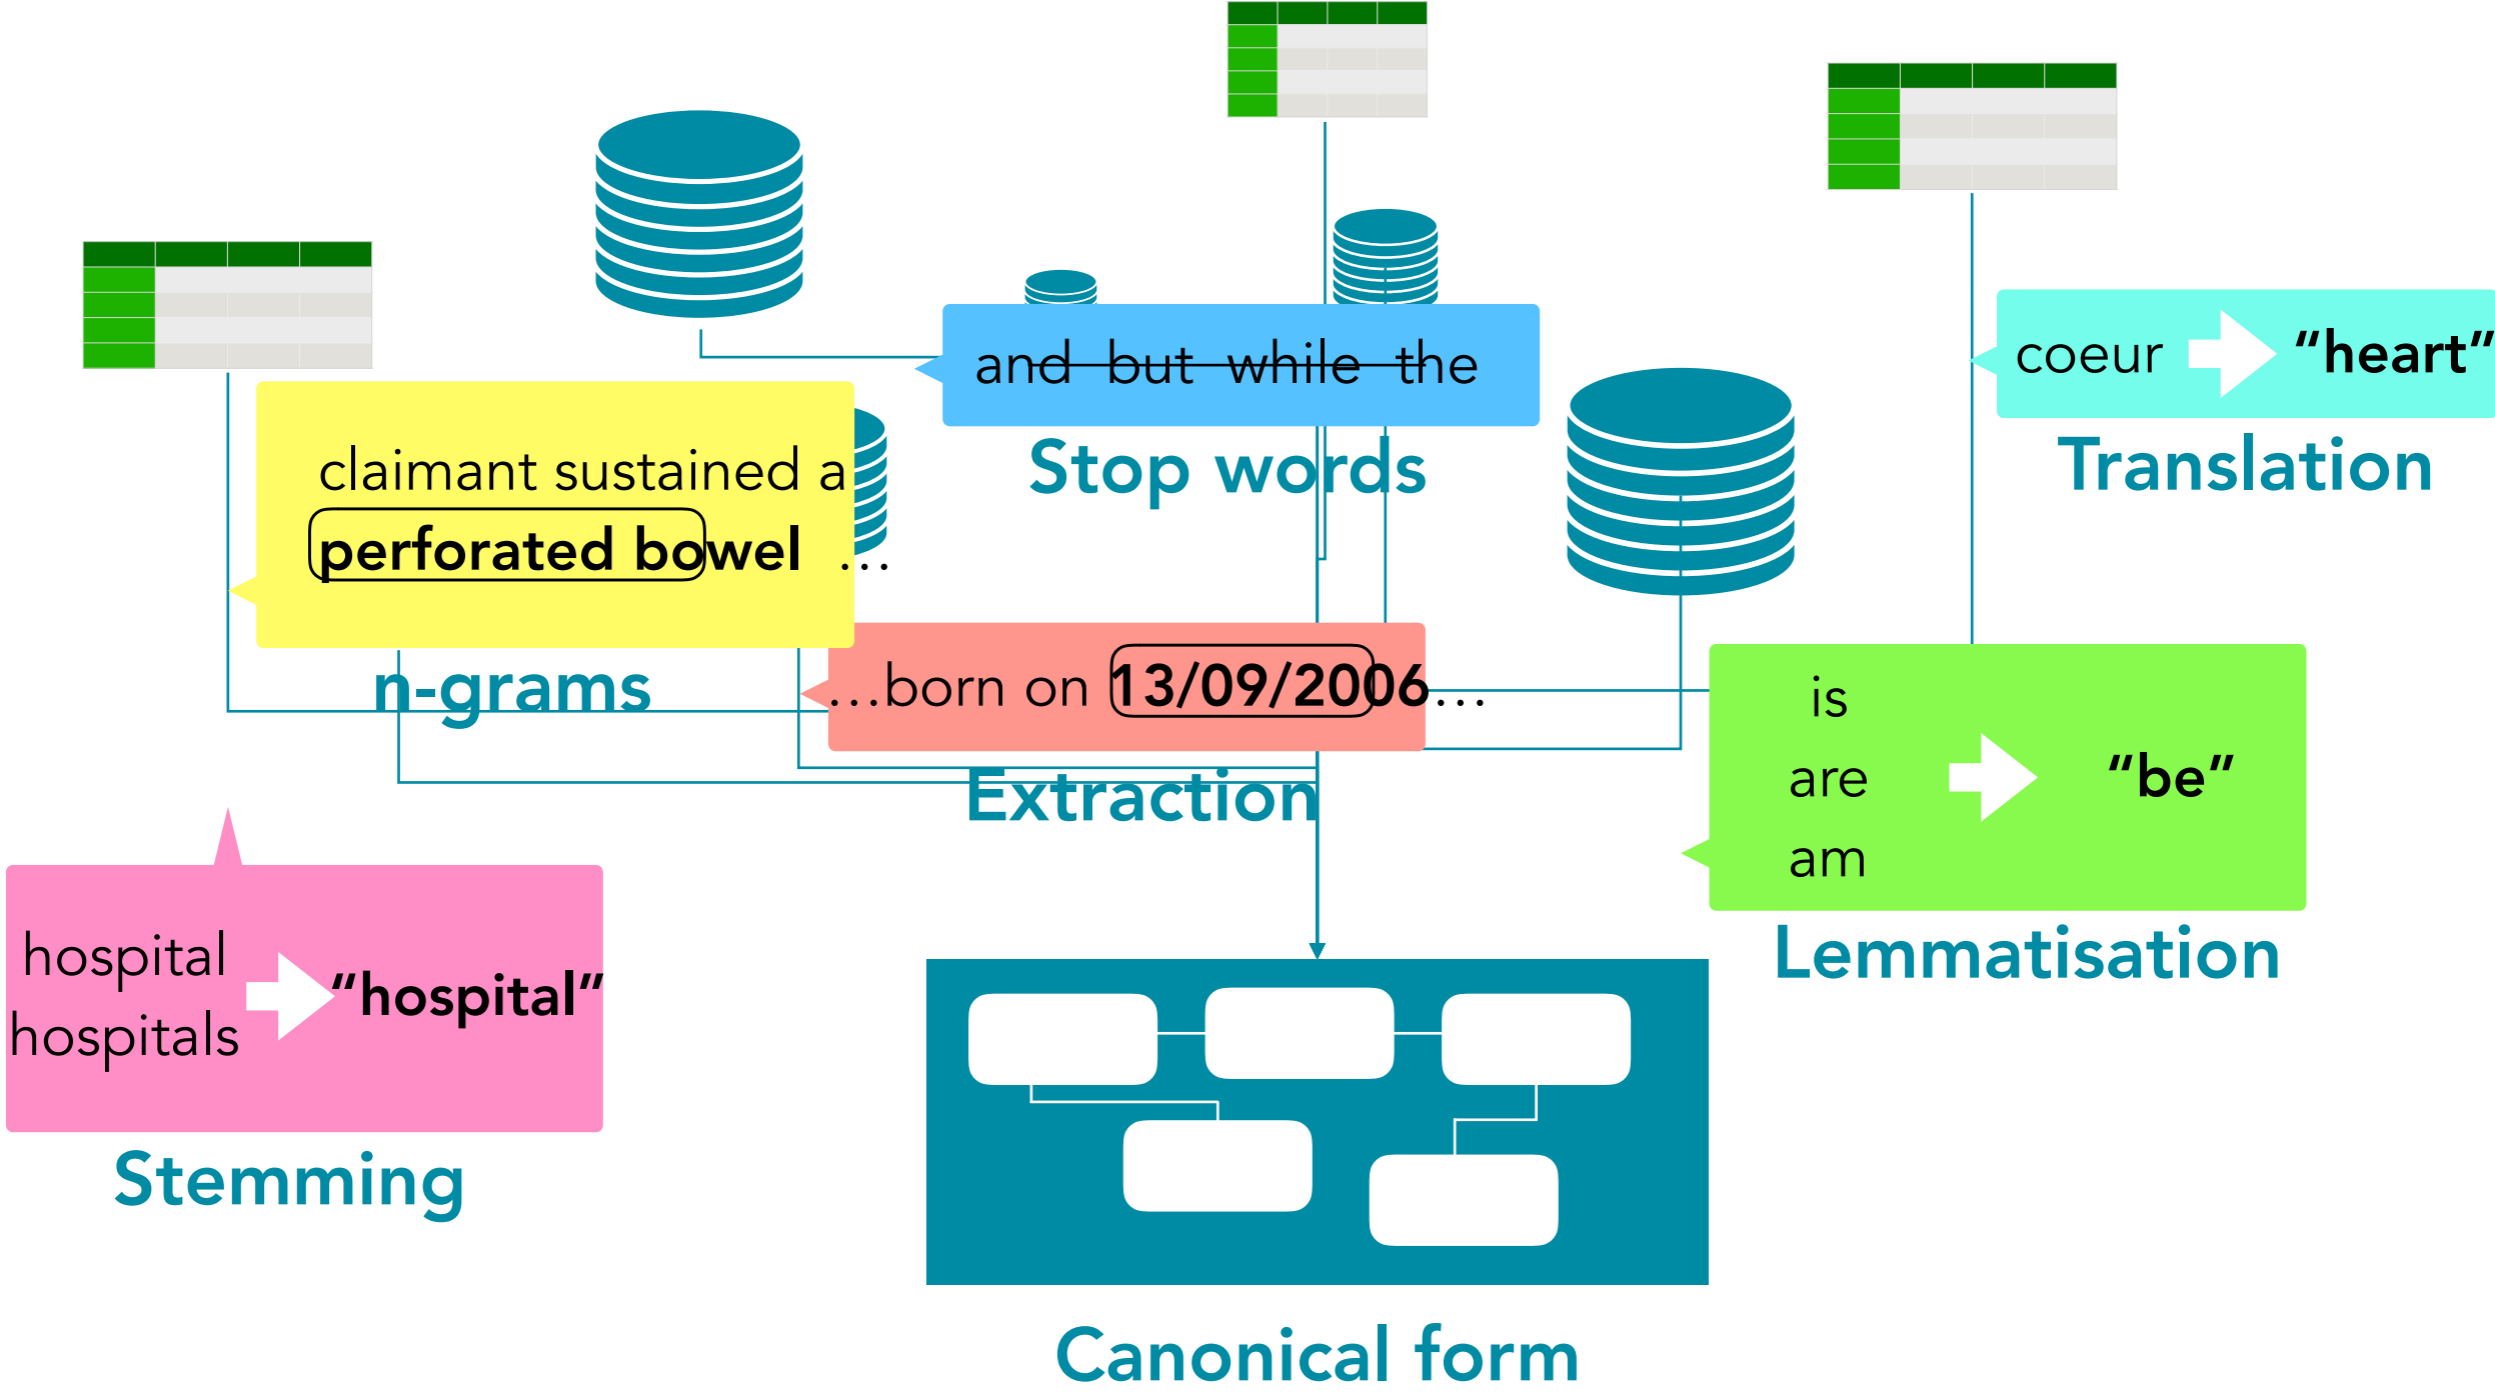 and but while the
Stop words
coeur “heart“
Translation
claimant sustained a
perforated bowel …
n-grams
…born on 13/09/2006…
Extraction
is
are “be“
am
Lemmatisation
hospital
“hospital“
hospitals
Stemming
Canonical form